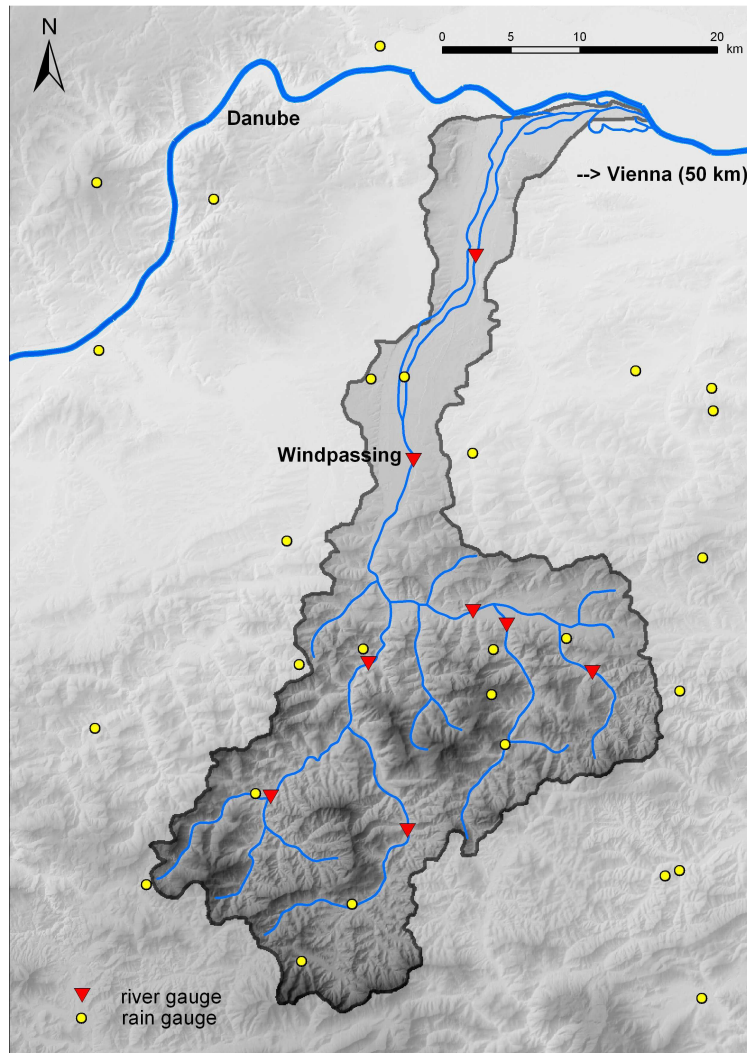 N
0 5 10 20
km
Danube
--> Vienna (50 km)
Windpassing
river gauge
rain gauge